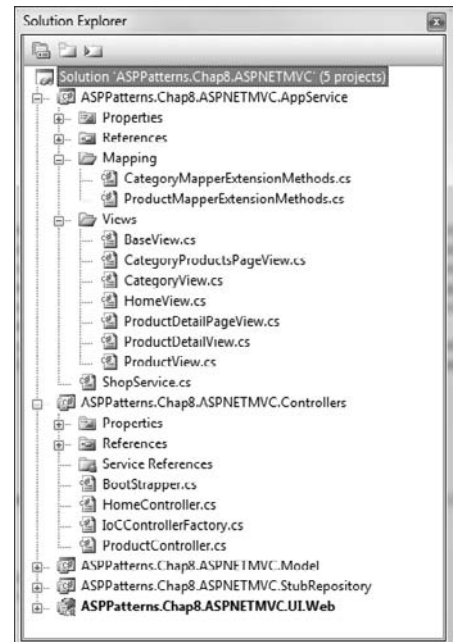 Solution Explorer
Solution 'ASPPatterns.Chap8.ASPNETMVC' (5 projects)
ASPPatterns.Chap8.ASPNETMVC.AppService
Properties
References
Mapping
CategoryMapperExtensionMethods.cs
ProductMapperExtensionMethods.cs
Views
BaseView.cs
CategoryProductsPageView.cs
CategoryView.cs
HomeView.cs
ProductDetailPageView.cs
ProductDetailView.cs
ProductView.cs
ShopService.cs
ASPPatterns.Chap8.ASPNETMVC.Controllers
Properties
References
Service References
BootStrapper.cs
HomeController.cs
IoCControllerFactory.cs
ProductController.cs
ASPPatterns.Chap8.ASPNETMVC.Model
ASPPatterns.Chap8.ASPNETMVC.StubRepository
ASPPatterns.Chap8.ASPNETMVC.UI.Web